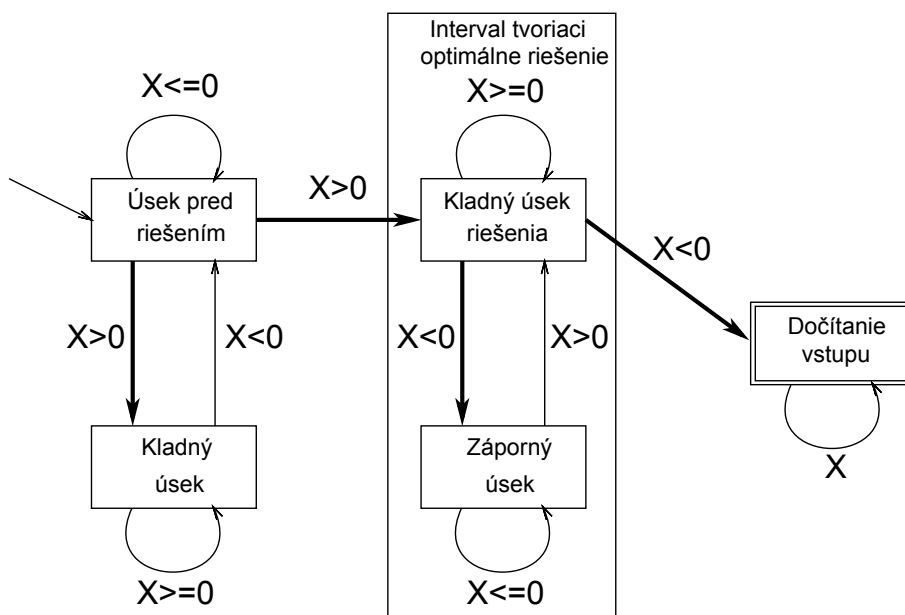 Interval tvoriaci
optimálne riešenie
X<=0
X>=0
Úsek pred
riešením
X>0
Kladný úsek
riešenia
X<0
X>0
X<0
X<0
X>0
Dočítanie
vstupu
Kladný
úsek
Záporný
úsek
X
X>=0
X<=0